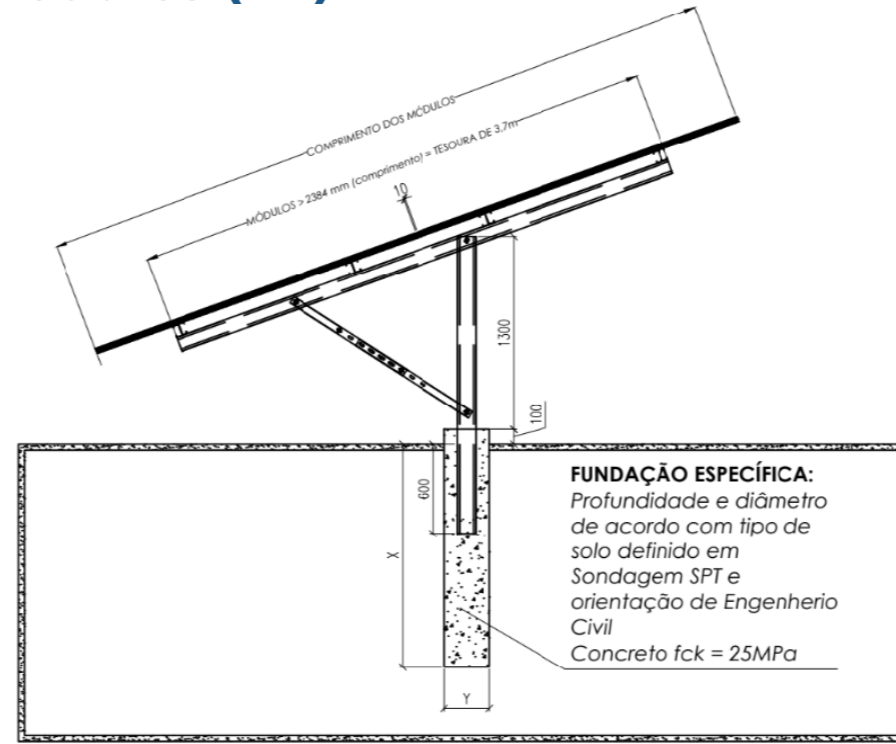 COMPRIMENTO DOS MÓDULOS
MÓDULOS > 2384 mm (comprimento) = TESOURA DE 3,7m
10
1300
100
600
X
Y
FUNDAÇÃO ESPECÍFICA:
Profundidade e diâmetro
de acordo com tipo de
solo definido em
Sondagem SPT e
orientação de Engenherio
Civil
Concreto fck = 25MPa